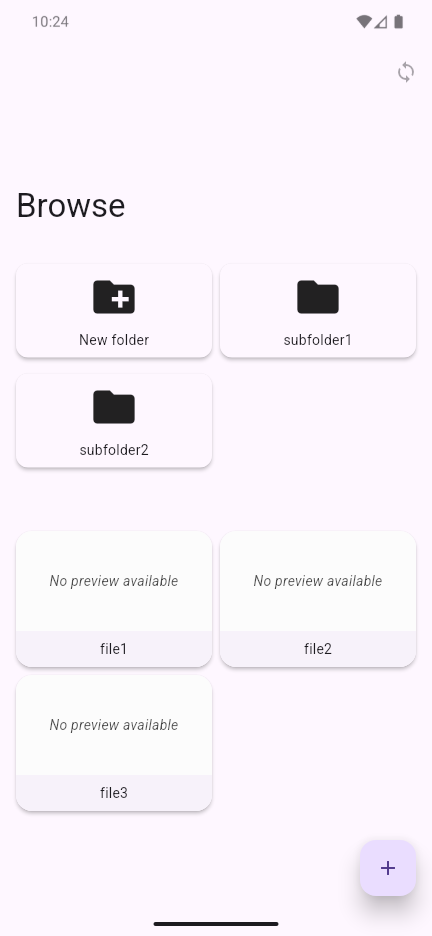 10:24
Browse
New folder
subfolder1
subfolder2
No preview available
No preview available
file1
file2
No preview available
file3